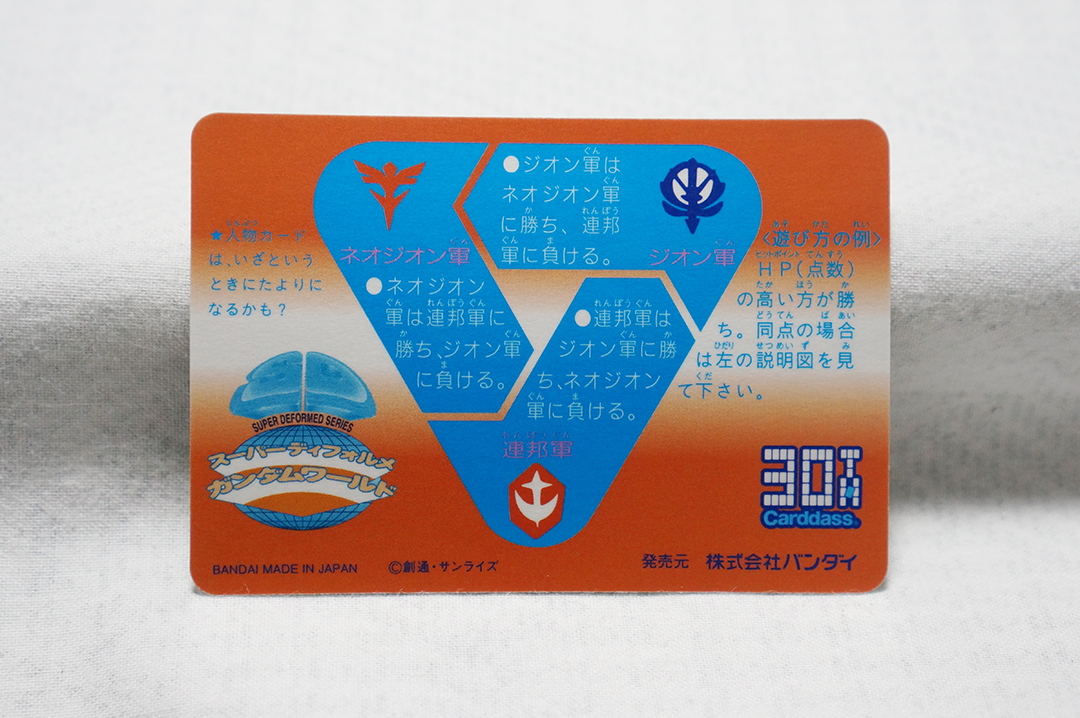 ★人物カード
は、いざという
ときにたよりに
なるかも?
ネオジオン軍
●ネオジオン
軍は連邦軍に
勝ち、ジオン軍
に負ける。
●ジオン軍は
ネオジオン軍
に勝ち、連邦
軍に負ける。
ジオン軍
●連邦軍は
ジオン軍に勝
ち、ネオジオン
軍に負ける。
連邦軍
<遊び方の例>
HP(点数)
の高い方が勝
ち。同点の場合
は左の説明図を見
て下さい。
SUPER DEFORMED SERIES
スーパーディフォルメ
ガンダムワールド
30TH
Carddass
BANDAI MADE IN JAPAN
©創通・サンライズ
発売元 株式会社バンダイ